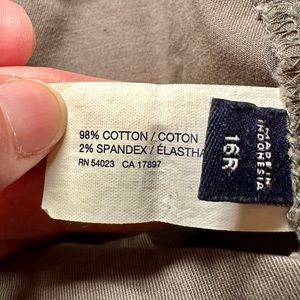 98% COTTON / COTON
2% SPANDEX / ÉLASTHA
RN 54023 CA 17897
16R
MADE IN
INDONESIA